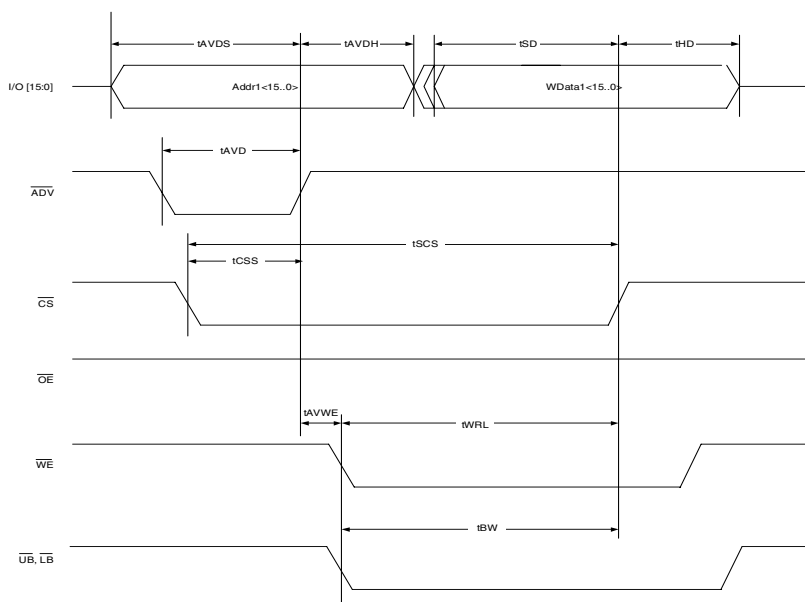 tAVDS tAVDH tSD tHD
I/O [15:0] Addr1<15..0> WData1<15..0>
tAVD
ADV
tSCS
tCSS
CS
OE
tAVWE
tWRL
WE
tBW
UB, LB